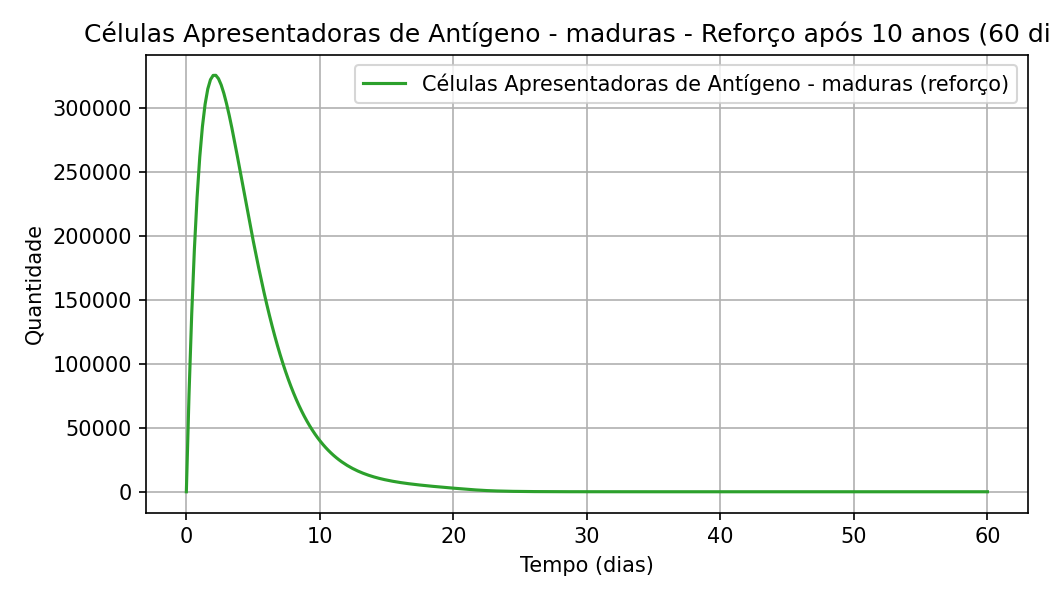 Células Apresentadoras de Antígeno - maduras - Reforço após 10 anos (60 di
Células Apresentadoras de Antígeno - maduras (reforço)
Quantidade
300000
250000
200000
150000
100000
50000
0
0 10 20 30 40 50 60
Tempo (dias)